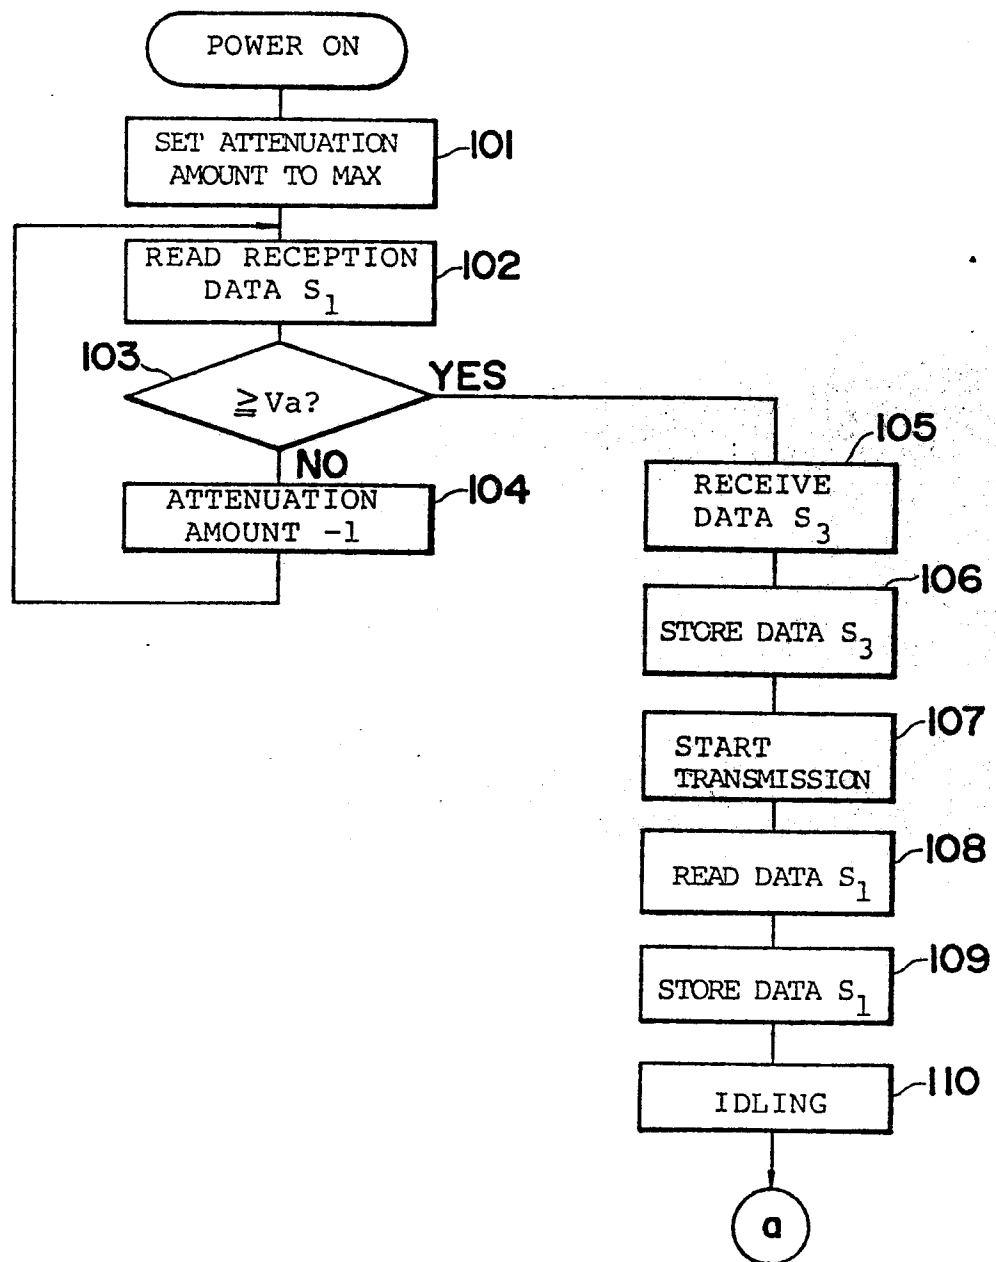 POWER ON
SET ATTENUATION
AMOUNT TO MAX
101
READ RECEPTION
DATA S1
102
103
≧Va?
YES
NO
ATTENUATION
AMOUNT -1
104
105
RECEIVE
DATA S3
106
STORE DATA S3
107
START
TRANSMISSION
108
READ DATA S1
109
STORE DATA S1
110
IDLING
a